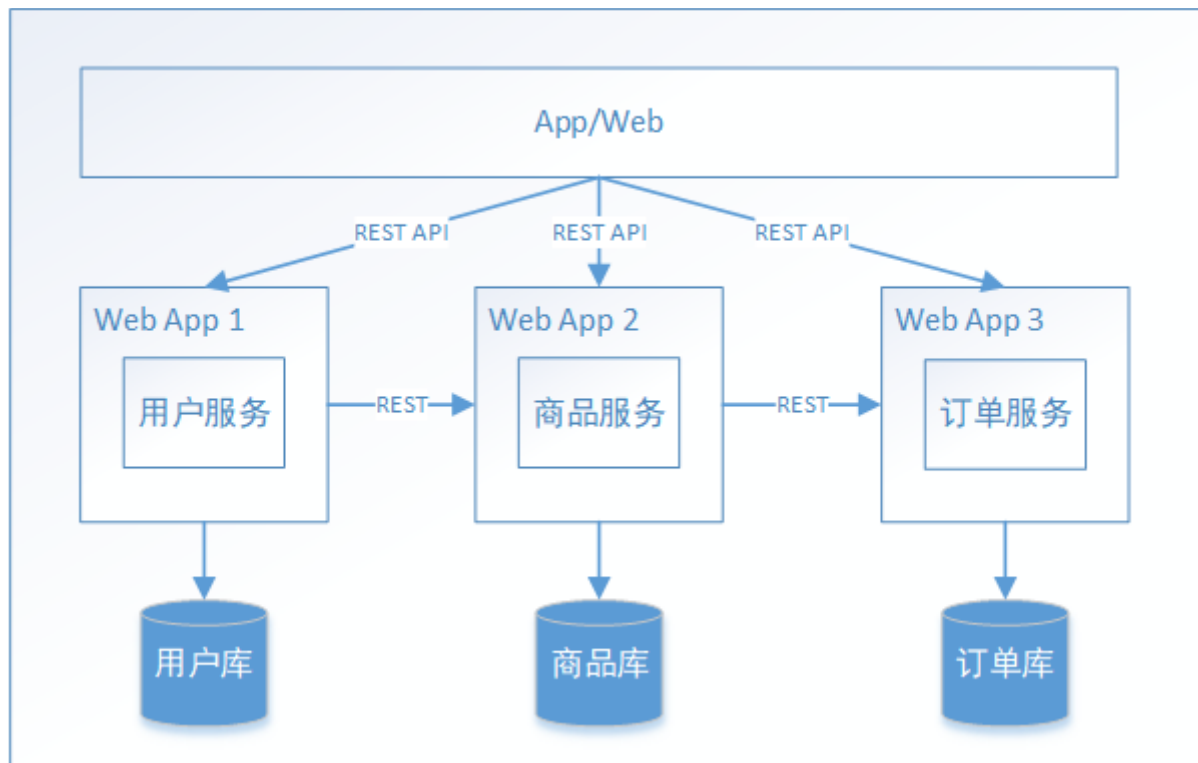 App/Web
REST API
REST API
REST API
Web App 1
Web App 2
Web App 3
用户服务
REST
商品服务
REST
订单服务
用户库
商品库
订单库